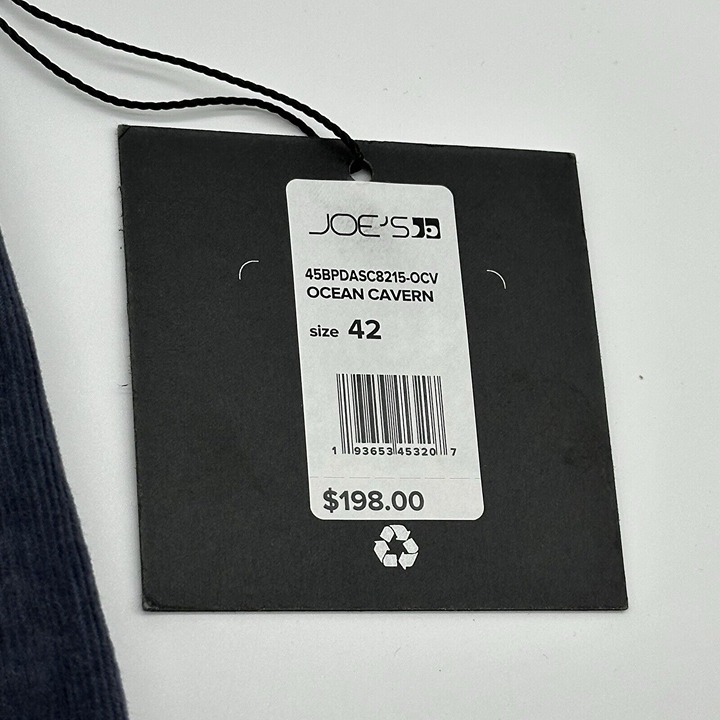 JOE'S
45BPDASC8215-OCV
OCEAN CAVERN
size 42
1 93653 45320 7
$198.00